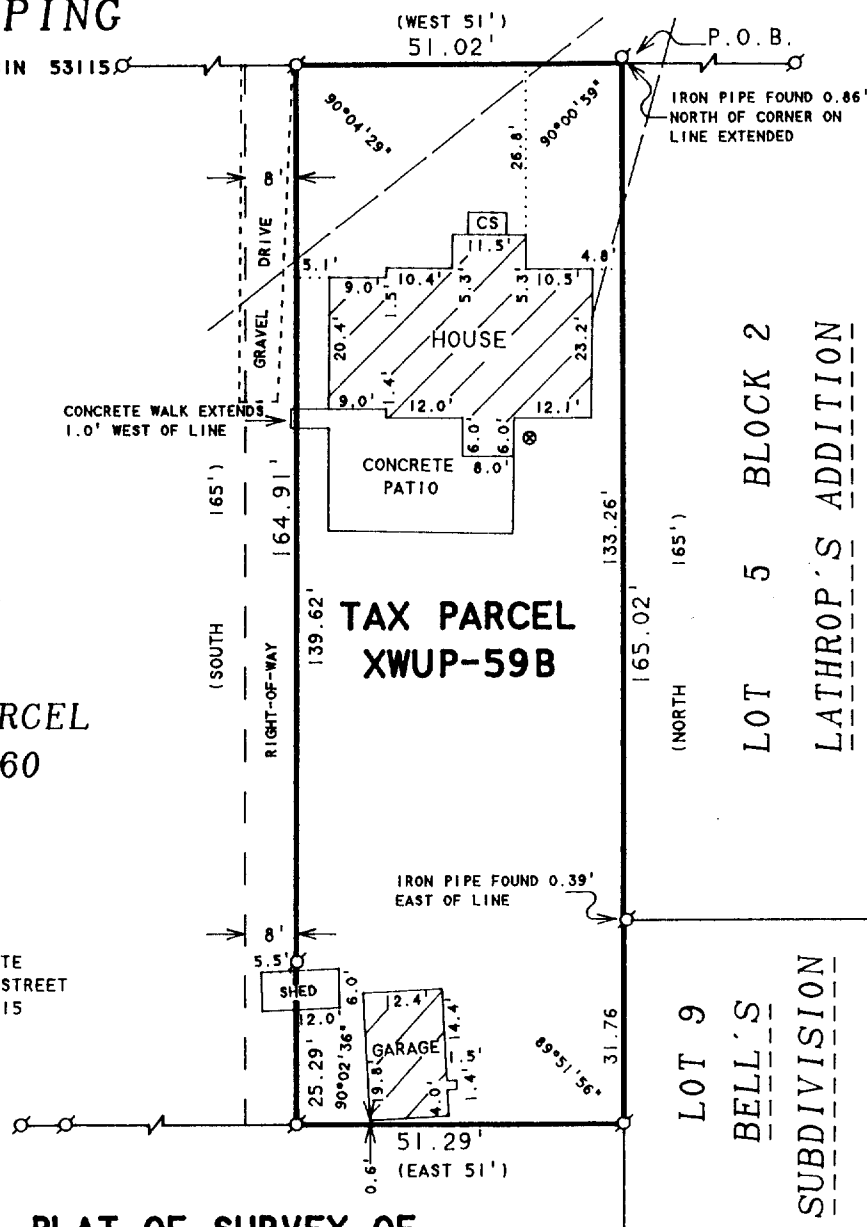 PING
IN 53115
(WEST 51')
51.02'
P.O.B.
IRON PIPE FOUND 0.86'
NORTH OF CORNER ON
LINE EXTENDED
90°04'29"
90°00'59"
26.8'
8'
GRAVEL DRIVE
CS
11.5'
5.1'
4.8'
9.0'
1.5'
10.4'
5.3'
5.3'
10.5'
20.4'
HOUSE
23.2'
1.4'
9.0'
12.0'
12.1'
6.0'
6.0'
8.0'
CONCRETE WALK EXTENDS
1.0' WEST OF LINE
CONCRETE
PATIO
(SOUTH 165')
164.91'
139.62'
RIGHT-OF-WAY
TAX PARCEL
XWUP-59B
133.26'
165.02'
(NORTH 165')
LOT 5 BLOCK 2
LATHROP'S ADDITION
RCEL
60
IRON PIPE FOUND 0.39'
EAST OF LINE
8'
5.5'
SHED
6.0'
12.0'
TE
STREET
15
25.29'
90°02'36"
12.4'
14.4'
GARAGE
19.8'
1.5'
1.4'
4.0'
89°51'56"
31.76
LOT 9
BELL'S
SUBDIVISION
0.6'
51.29'
(EAST 51')
PLAT OF SURVEY OF